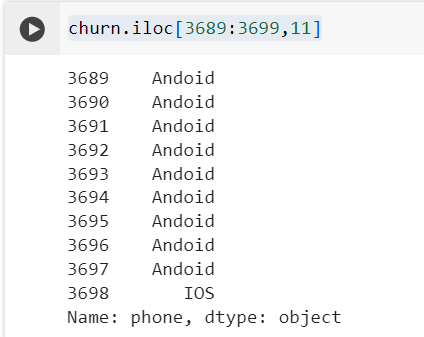 churn.iloc[3689:3699,11]
3689 Andoid
3690 Andoid
3691 Andoid
3692 Andoid
3693 Andoid
3694 Andoid
3695 Andoid
3696 Andoid
3697 Andoid
3698 IOS
Name: phone, dtype: object